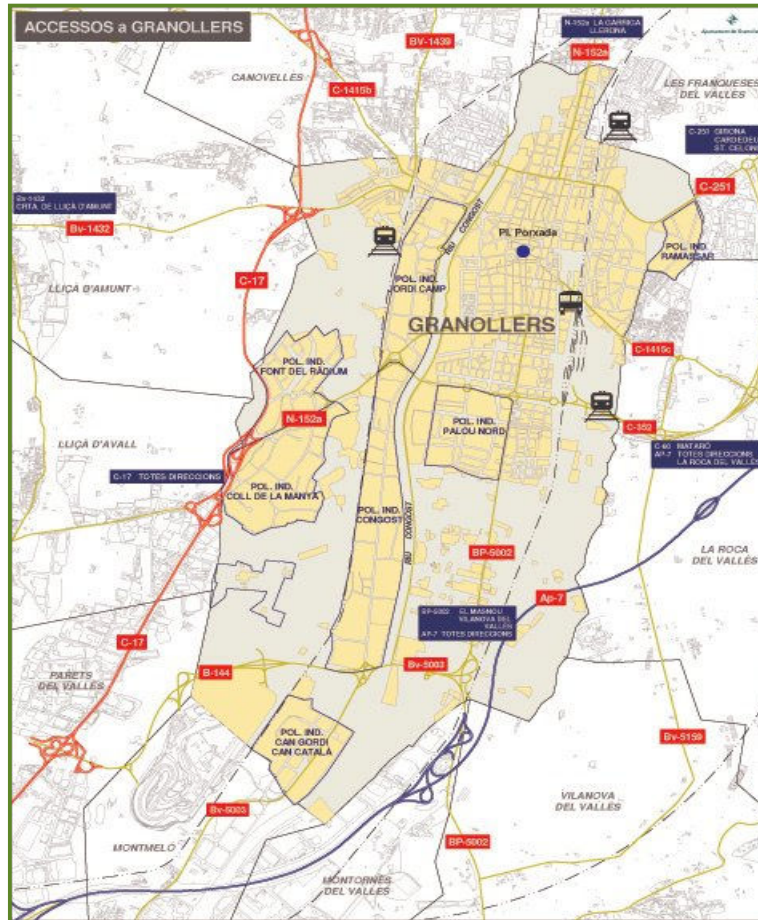 ACCESSOS a GRANOLLERS
N-152a LA GARRIGA
LLERONA
Ajuntament de Granollers
BV-1439
N-152a
CANOVELLES
C-1415b
LES FRANQUESES
DEL VALLÈS
C-251 GIRONA
CARDEDEU
ST. CELONI
C-251
BV-1432
CRTA. DE LLIÇÀ D'AMUNT
Bv-1432
RIU CONGOST
Pl. Porxada
POL. IND.
RAMASSAR
POL. IND.
JORDI CAMP
C-17
LLIÇÀ D'AMUNT
GRANOLLERS
C-1415c
POL. IND.
FONT DEL RÀDIUM
N-152a
POL. IND.
PALOU NORD
C-352
LLIÇÀ D'AVALL
C-60 MATARÓ
AP-7 TOTES DIRECCIONS
LA ROCA DEL VALLÈS
C-17 TOTES DIRECCIONS
POL. IND.
COLL DE LA MANYÀ
POL. IND.
CONGOST
RIU CONGOST
BP-5002
LA ROCA
DEL VALLÈS
Ap-7
BP-5002 EL MASNOU
VILANOVA DEL
VALLÈS
AP-7 TOTES DIRECCIONS
C-17
B-144
Bv-5003
PARETS
DEL VALLÈS
POL. IND.
CAN GORDI
CAN CATALÀ
Bv-5159
Bv-5003
VILANOVA
DEL VALLÈS
MONTMELÓ
BP-5002
MONTORNÈS
DEL VALLÈS